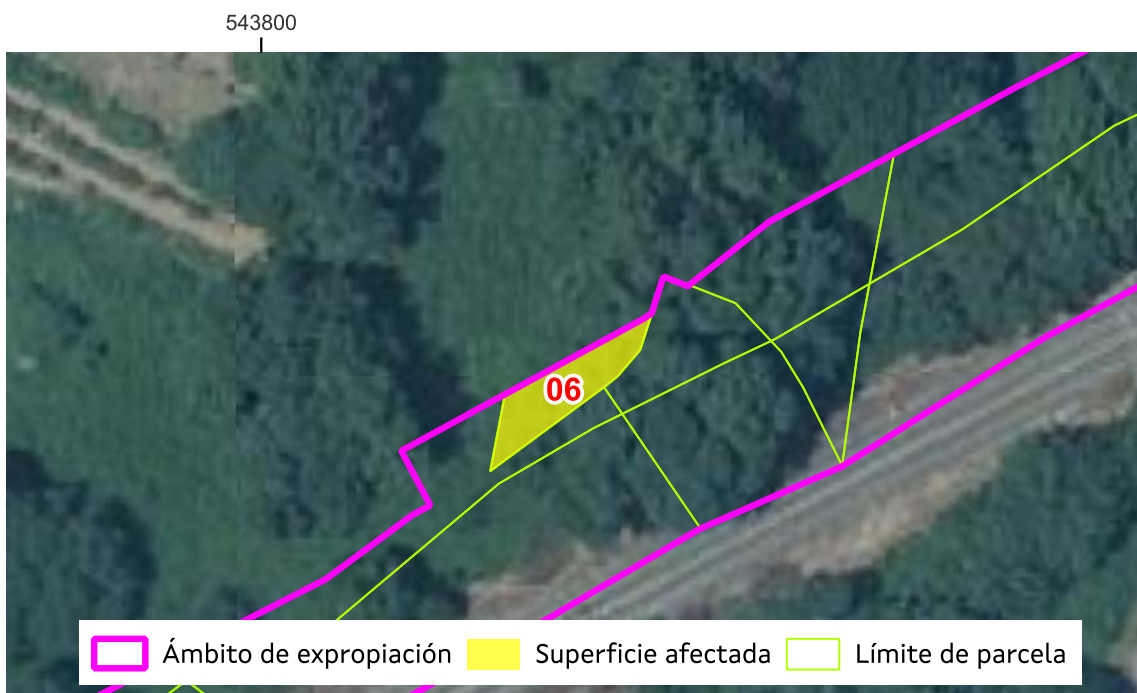 543800
06
Ámbito de expropiación
Superficie afectada
Límite de parcela